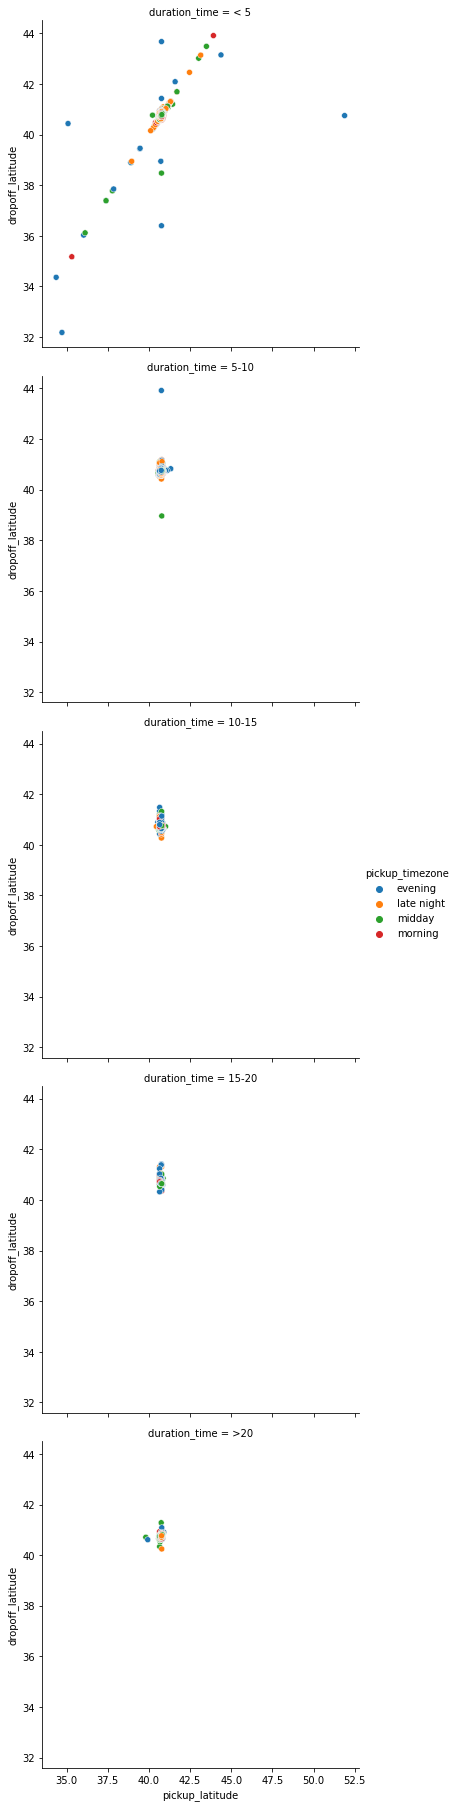 duration_time = < 5
44
42
40
38
36
34
32
dropoff_latitude
duration_time = 5-10
44
42
40
38
36
34
32
dropoff_latitude
duration_time = 10-15
44
42
40
38
36
34
32
dropoff_latitude
pickup_timezone
evening
late night
midday
morning
duration_time = 15-20
44
42
40
38
36
34
32
dropoff_latitude
duration_time = >20
44
42
40
38
36
34
32
dropoff_latitude
35.0 37.5 40.0 42.5 45.0 47.5 50.0 52.5
pickup_latitude